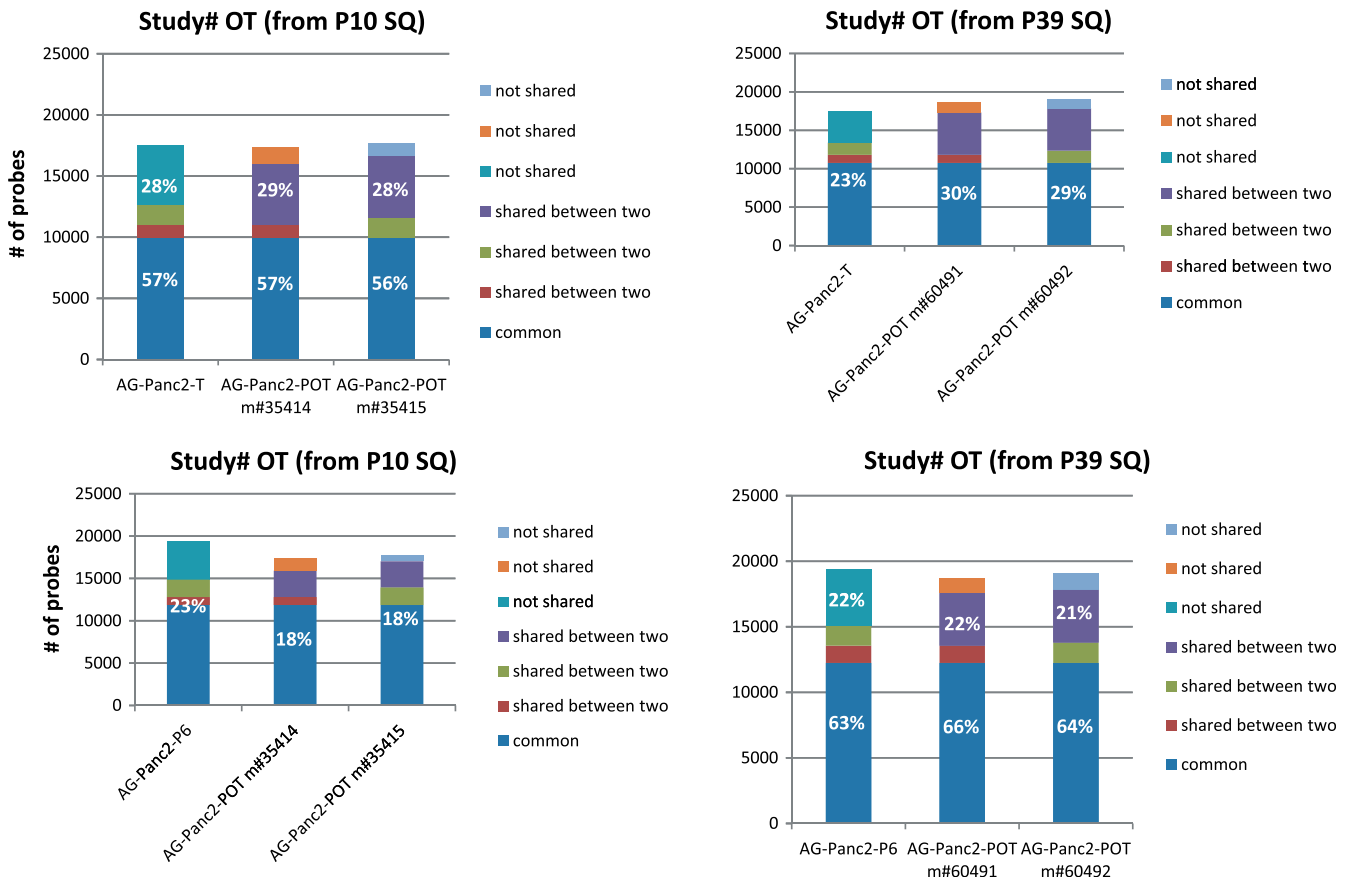 Study# OT (from P10 SQ)
# of probes
25000
20000
15000
10000
5000
0
28%
29%
28%
57%
57%
56%
AG-Panc2-T
AG-Panc2-POT
m#35414
AG-Panc2-POT
m#35415
not shared
not shared
not shared
shared between two
shared between two
shared between two
common
Study# OT (from P39 SQ)
25000
20000
15000
10000
5000
0
23%
30%
29%
AG-Panc2-T
AG-Panc2-POT m#60491
AG-Panc2-POT m#60492
not shared
not shared
not shared
shared between two
shared between two
shared between two
common
Study# OT (from P10 SQ)
# of probes
25000
20000
15000
10000
5000
0
23%
18%
18%
AG-Panc2-P6
AG-Panc2-POT m#35414
AG-Panc2-POT m#35415
not shared
not shared
not shared
shared between two
shared between two
shared between two
common
Study# OT (from P39 SQ)
25000
20000
15000
10000
5000
0
22%
22%
21%
63%
66%
64%
AG-Panc2-P6
AG-Panc2-POT
m#60491
AG-Panc2-POT
m#60492
not shared
not shared
not shared
shared between two
shared between two
shared between two
common